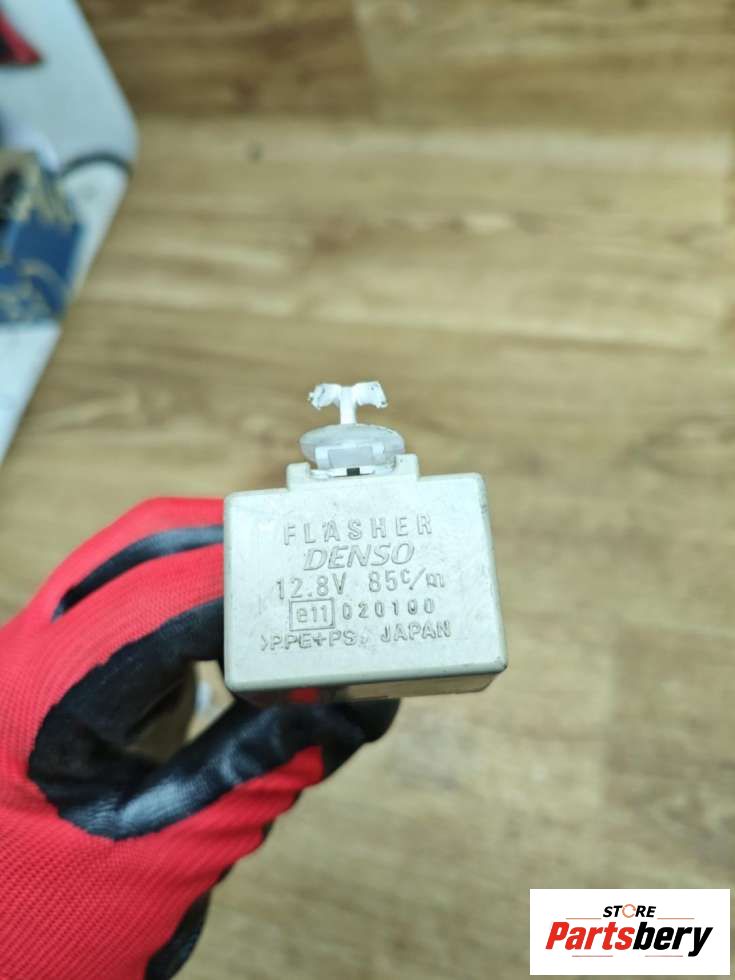 FLASHER
DENSO
12.8V 85c/m
e11 020100
>PPE+PS< JAPAN
STORE
Partsbery